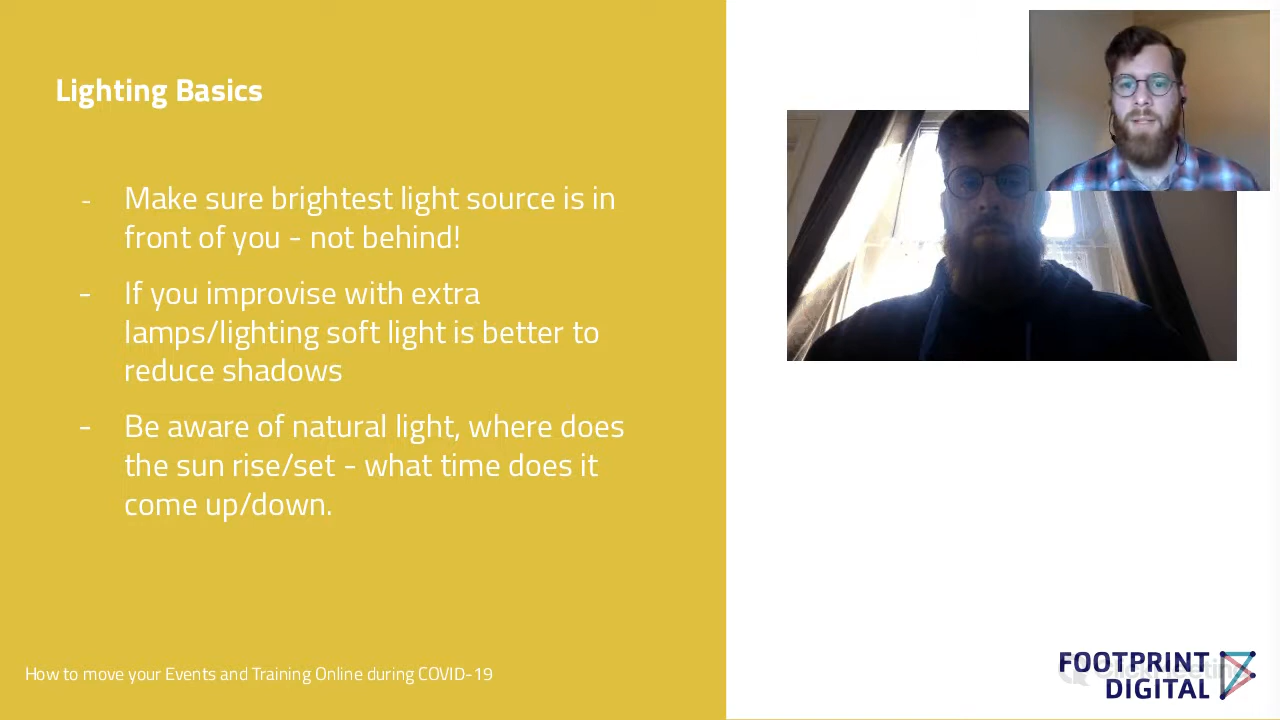 Lighting Basics
- Make sure brightest light source is in
front of you - not behind!
- If you improvise with extra
lamps/lighting soft light is better to
reduce shadows
- Be aware of natural light, where does
the sun rise/set - what time does it
come up/down.
How to move your Events and Training Online during COVID-19
FOOTPRINT
DIGITAL
ClickMeeting